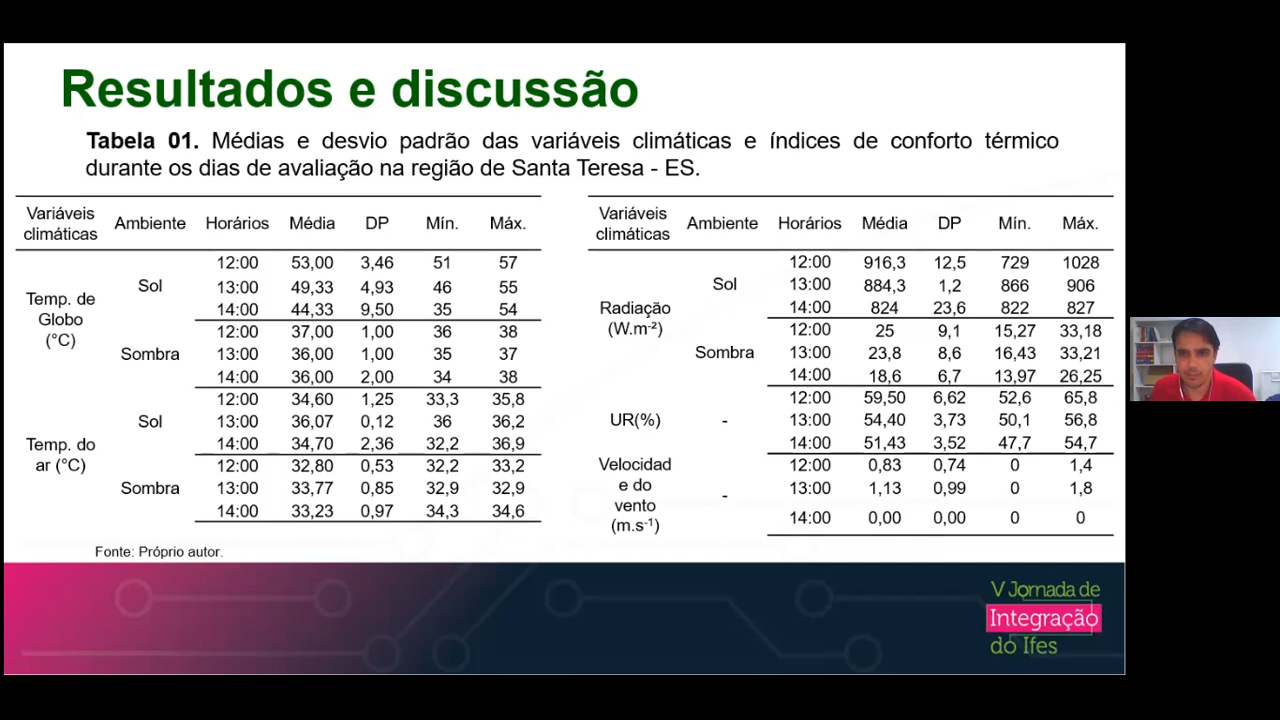 Resultados e discussão
Tabela 01. Médias e desvio padrão das variáveis climáticas e índices de conforto térmico
durante os dias de avaliação na região de Santa Teresa - ES.
Variáveis climáticas Ambiente Horários Média DP Mín. Máx.
Temp. de Globo (°C) Sol 12:00 53,00 3,46 51 57
13:00 49,33 4,93 46 55
14:00 44,33 9,50 35 54
Sombra 12:00 37,00 1,00 36 38
13:00 36,00 1,00 35 37
14:00 36,00 2,00 34 38
Temp. do ar (°C) Sol 12:00 34,60 1,25 33,3 35,8
13:00 36,07 0,12 36 36,2
14:00 34,70 2,36 32,2 36,9
Sombra 12:00 32,80 0,53 32,2 33,2
13:00 33,77 0,85 32,9 32,9
14:00 33,23 0,97 34,3 34,6
Variáveis climáticas Ambiente Horários Média DP Mín. Máx.
Radiação (W.m-²) Sol 12:00 916,3 12,5 729 1028
13:00 884,3 1,2 866 906
14:00 824 23,6 822 827
Sombra 12:00 25 9,1 15,27 33,18
13:00 23,8 8,6 16,43 33,21
14:00 18,6 6,7 13,97 26,25
UR(%) - 12:00 59,50 6,62 52,6 65,8
13:00 54,40 3,73 50,1 56,8
14:00 51,43 3,52 47,7 54,7
Velocidad e do vento (m.s-¹) - 12:00 0,83 0,74 0 1,4
13:00 1,13 0,99 0 1,8
14:00 0,00 0,00 0 0
Fonte: Próprio autor.
V Jornada de
Integração
do Ifes